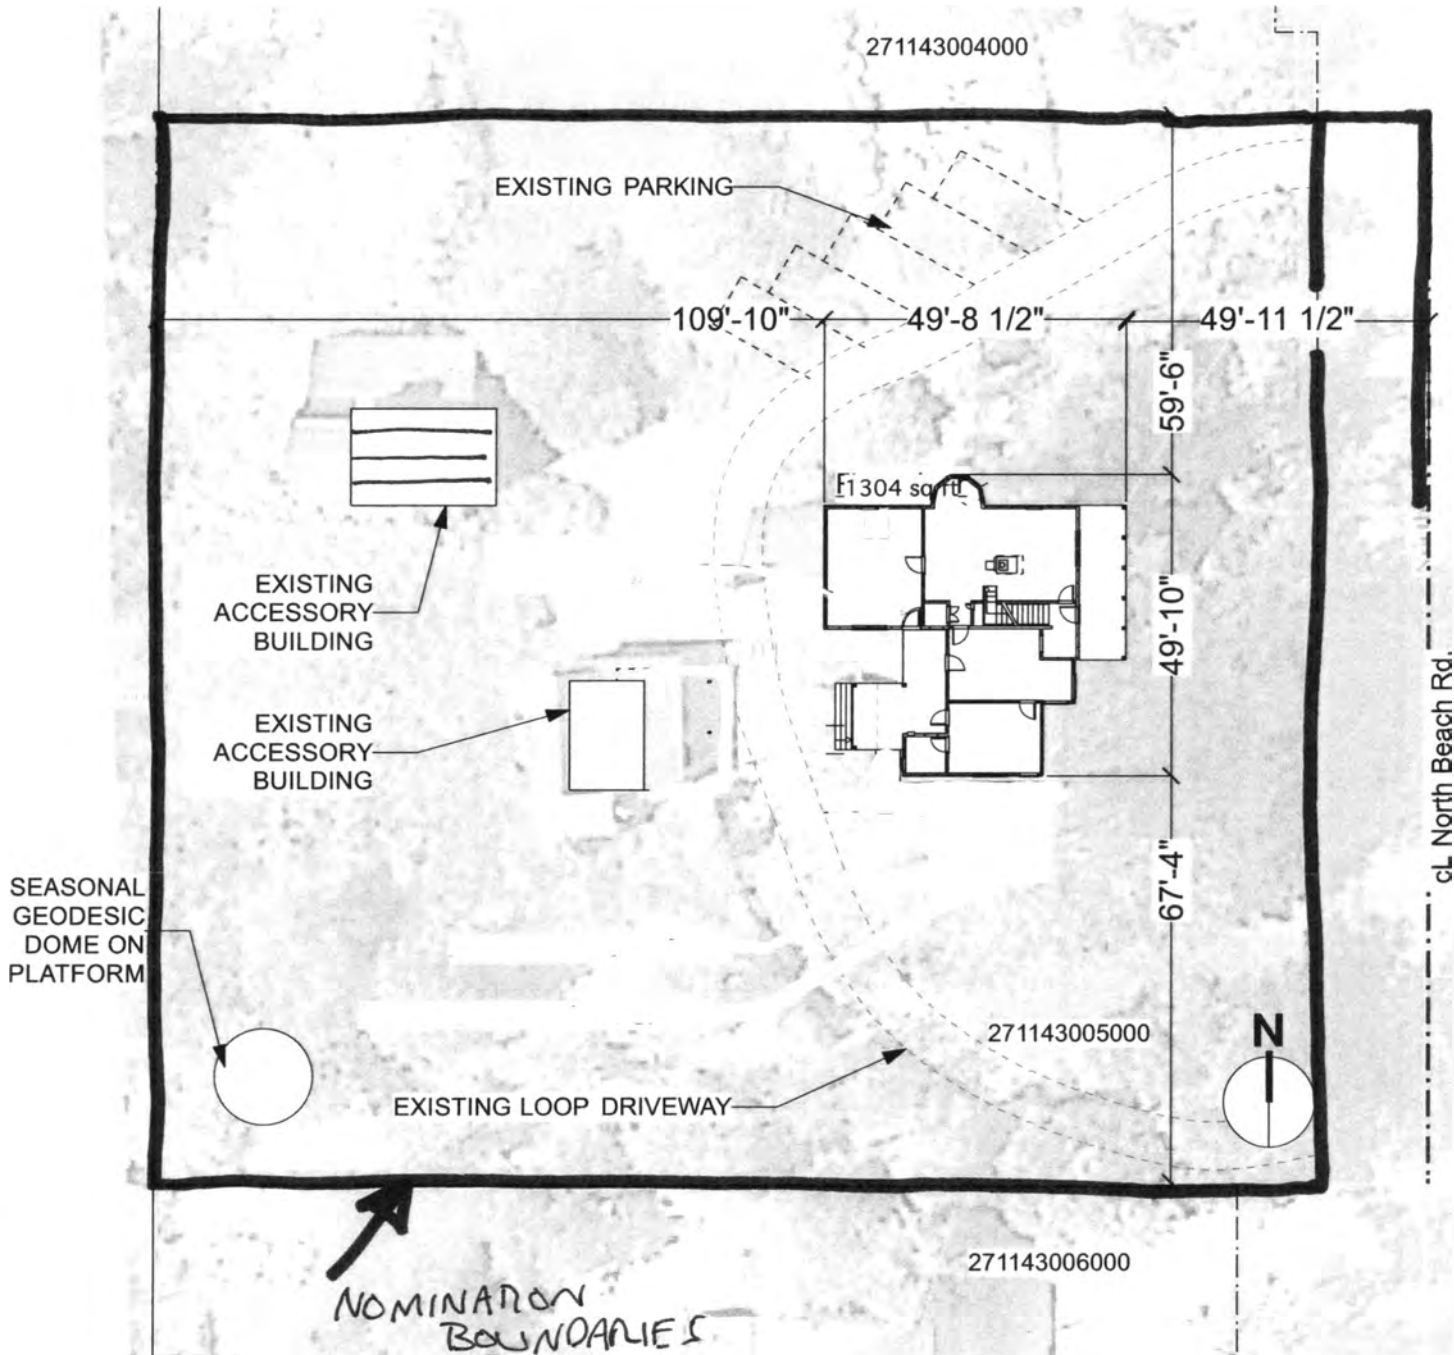 271143004000
EXISTING PARKING
109'-10"
49'-8 1/2"
49'-11 1/2"
59'-6"
1304 sq ft
EXISTING
ACCESSORY
BUILDING
49'-10"
EXISTING
ACCESSORY
BUILDING
cL North Beach Rd.
67'-4"
SEASONAL
GEODESIC
DOME ON
PLATFORM
271143005000
N
EXISTING LOOP DRIVEWAY
271143006000
NOMINATION
BOUNDARIES